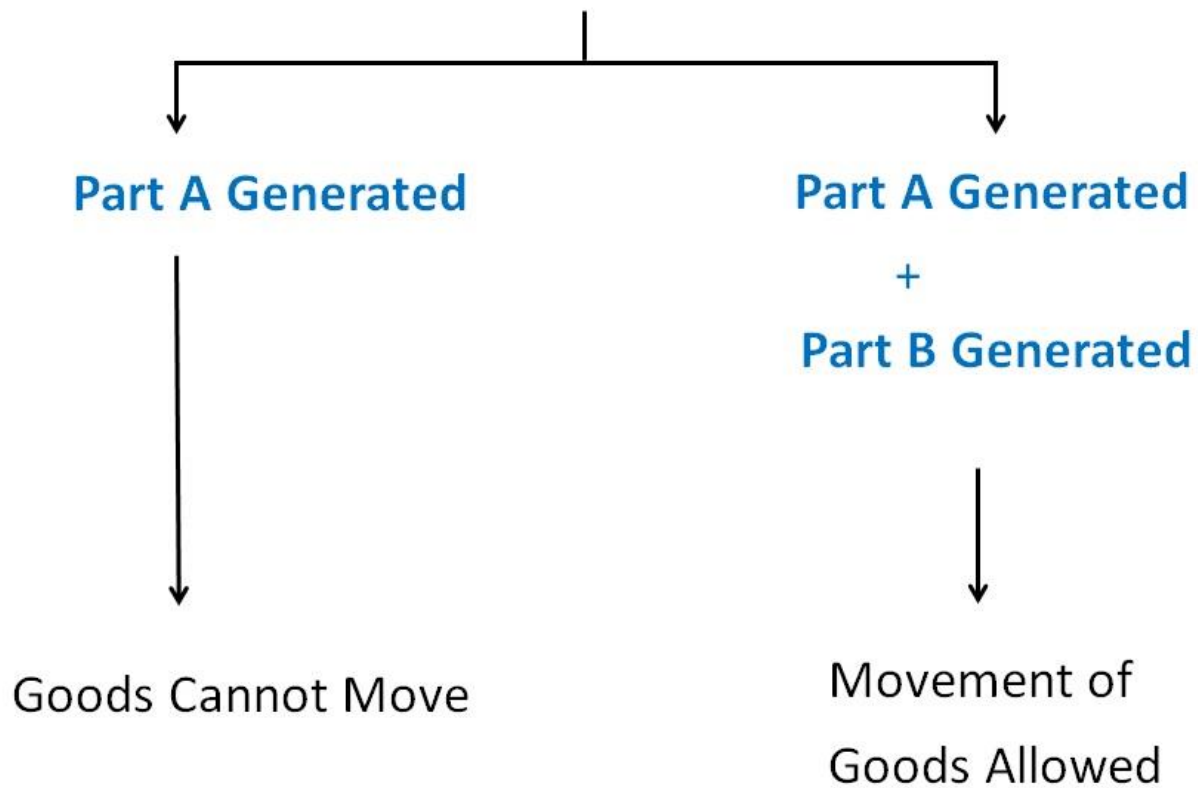 Part A Generated
Goods Cannot Move
Part A Generated
+
Part B Generated
Movement of
Goods Allowed